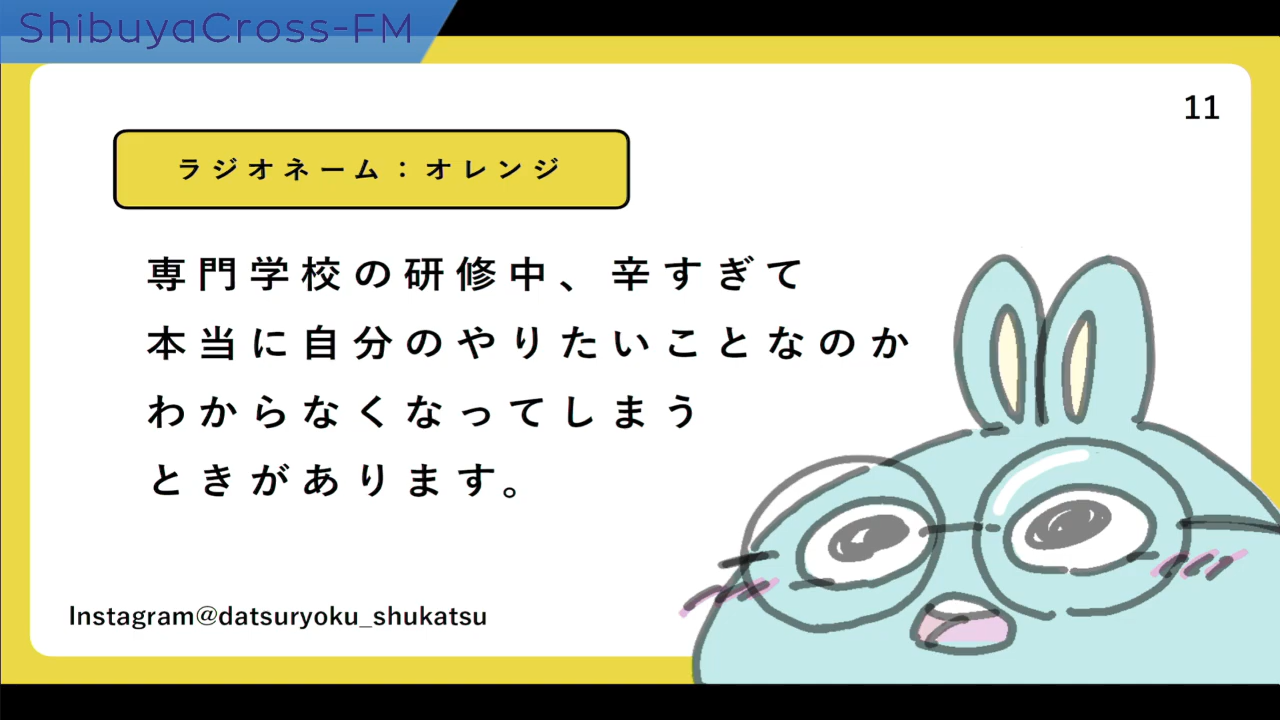 ShibuyaCross-FM
11
ラジオネーム：オレンジ
専門学校の研修中、辛すぎて
本当に自分のやりたいことなのか
わからなくなってしまう
ときがあります。
Instagram@datsuryoku_shukatsu